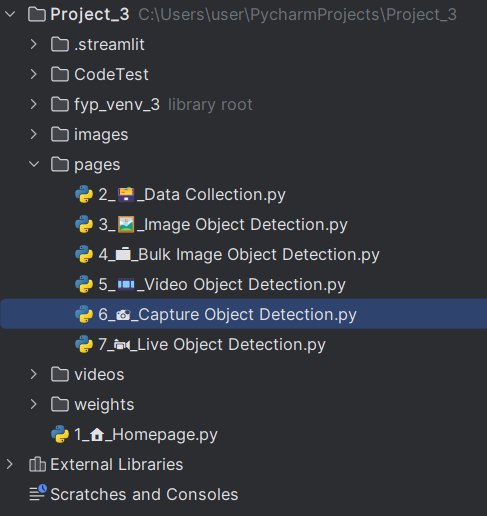 Project_3 C:\Users\user\PycharmProjects\Project_3
.streamlit
CodeTest
fyp_venv_3 library root
images
pages
2_🗃️_Data Collection.py
3_🖼️_Image Object Detection.py
4_💼_Bulk Image Object Detection.py
5_🎞️_Video Object Detection.py
6_📷_Capture Object Detection.py
7_🎥_Live Object Detection.py
videos
weights
1_🏠_Homepage.py
External Libraries
Scratches and Consoles